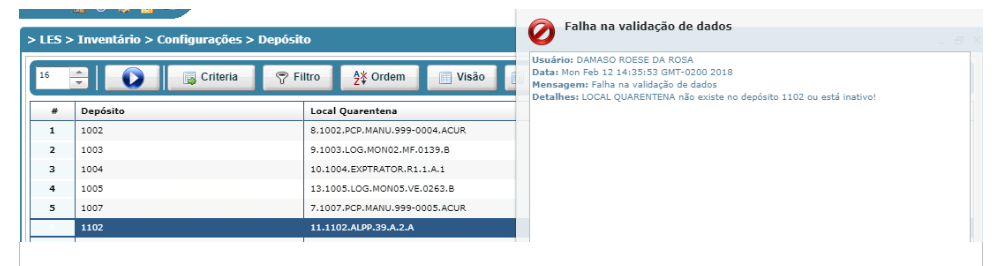 > LES > Inventário > Configurações > Depósito
16
Criteria
Filtro
Ordem
Visão
# Depósito Local Quarentena
1 1002 8.1002.PCP.MANU.999-0004.ACUR
2 1003 9.1003.LOG.MON02.MF.0139.B
3 1004 10.1004.EXPTRATOR.R1.1.A.1
4 1005 13.1005.LOG.MON05.VE.0263.B
5 1007 7.1007.PCP.MANU.999-0005.ACUR
1102 11.1102.ALPP.39.A.2.A
Falha na validação de dados
Usuário: DAMASO ROESE DA ROSA
Data: Mon Feb 12 14:35:53 GMT-0200 2018
Mensagem: Falha na validação de dados
Detalhes: LOCAL QUARENTENA não existe no depósito 1102 ou está inativo!